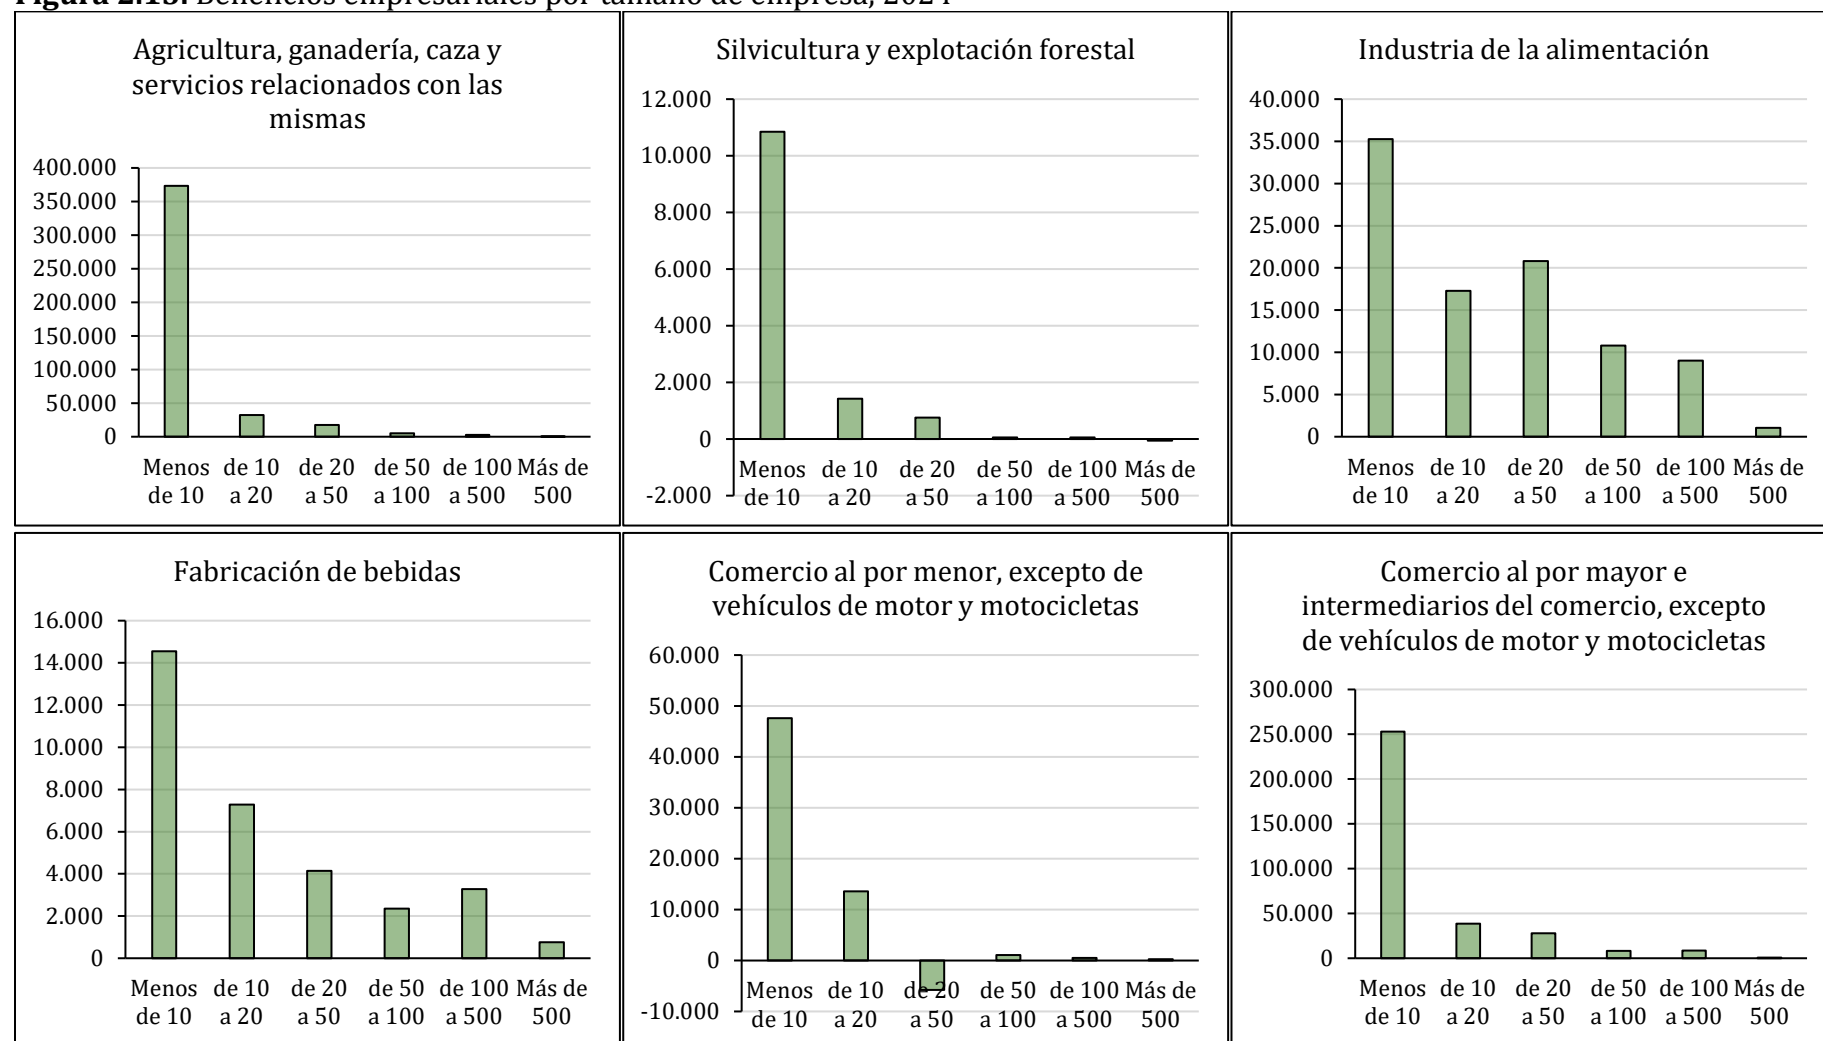 Figura 2.13. Beneficios empresariales por tamaño de empresa, 2024
Agricultura, ganadería, caza y
servicios relacionados con las
mismas
400.000
350.000
300.000
250.000
200.000
150.000
100.000
50.000
0
Menos de 10 de 20 de 50 de 100 Más de
de 10 a 20 a 50 a 100 a 500 500
Silvicultura y explotación forestal
12.000
10.000
8.000
6.000
4.000
2.000
0
-2.000
Menos de 10 de 20 de 50 de 100 Más de
de 10 a 20 a 50 a 100 a 500 500
Industria de la alimentación
40.000
35.000
30.000
25.000
20.000
15.000
10.000
5.000
0
Menos de 10 de 20 de 50 de 100 Más de
de 10 a 20 a 50 a 100 a 500 500
Fabricación de bebidas
16.000
14.000
12.000
10.000
8.000
6.000
4.000
2.000
0
Menos de 10 de 20 de 50 de 100 Más de
de 10 a 20 a 50 a 100 a 500 500
Comercio al por menor, excepto de
vehículos de motor y motocicletas
60.000
50.000
40.000
30.000
20.000
10.000
0
-10.000
Menos de 10 de 20 de 50 de 100 Más de
de 10 a 20 a 50 a 100 a 500 500
Comercio al por mayor e
intermediarios del comercio, excepto
de vehículos de motor y motocicletas
300.000
250.000
200.000
150.000
100.000
50.000
0
Menos de 10 de 20 de 50 de 100 Más de
de 10 a 20 a 50 a 100 a 500 500